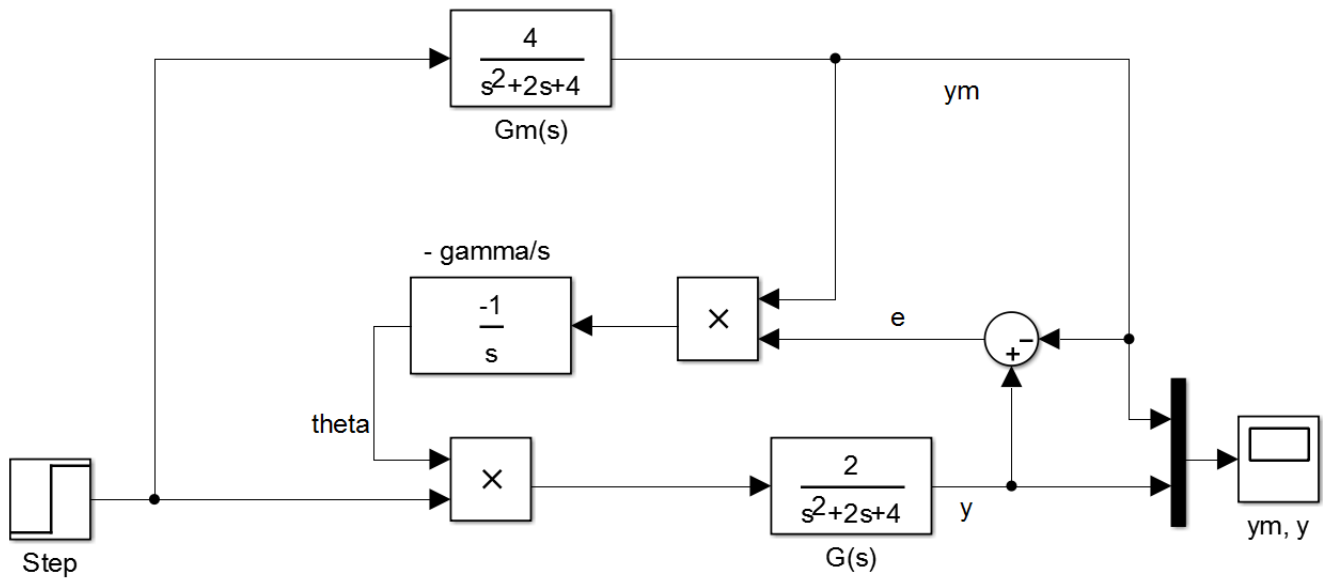 4
s²+2s+4
Gm(s)
ym
- gamma/s
-1
s
×
e
−
+
theta
×
2
s²+2s+4
G(s)
y
Step
ym, y